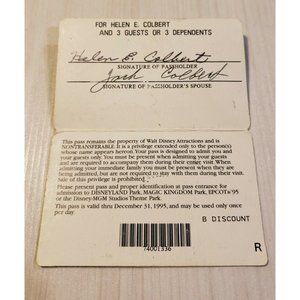 FOR HELEN E. COLBERT
AND 3 GUESTS OR 3 DEPENDENTS
Helen E. Colbert
SIGNATURE OF PASSHOLDER
Jack Colbert
SIGNATURE OF PASSHOLDER'S SPOUSE
This pass remains the property of Walt Disney Attractions and is
NONTRANSFERABLE. It is a privilege extended only to the person(s)
whose name appears hereon. Your pass is designed to admit you and
your guests only. You must be present when admitting your guests
and are required to stay with them during their entire visit. When
admitting your immediate family you must be present when they are
admitted, but are not required to stay with them during their visit.
Sale of this privilege is prohibited.
Please present pass and proper identification at pass entrance for
admission to DISNEYLAND Park, MAGIC KINGDOM Park, EPCOT®'95
or the Disney-MGM Studios Theme Park.
This pass is valid thru December 31, 1995, and may be used only once
per day.
B DISCOUNT
74001336
R